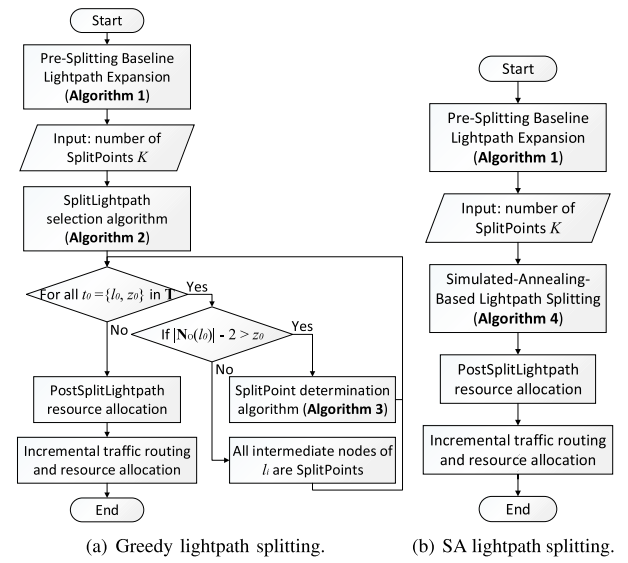 Start
Pre-Splitting Baseline
Lightpath Expansion
(Algorithm 1)
Input: number of
SplitPoints K
SplitLightpath
selection algorithm
(Algorithm 2)
For all t0 ={l0, z0} in T
Yes
No
If |No(l0)| - 2 > z0
Yes
No
PostSplitLightpath
resource allocation
SplitPoint determination
algorithm (Algorithm 3)
Incremental traffic routing
and resource allocation
All intermediate nodes of
li are SplitPoints
End
(a) Greedy lightpath splitting.
Start
Pre-Splitting Baseline
Lightpath Expansion
(Algorithm 1)
Input: number of
SplitPoints K
Simulated-Annealing-
Based Lightpath Splitting
(Algorithm 4)
PostSplitLightpath
resource allocation
Incremental traffic routing
and resource allocation
End
(b) SA lightpath splitting.